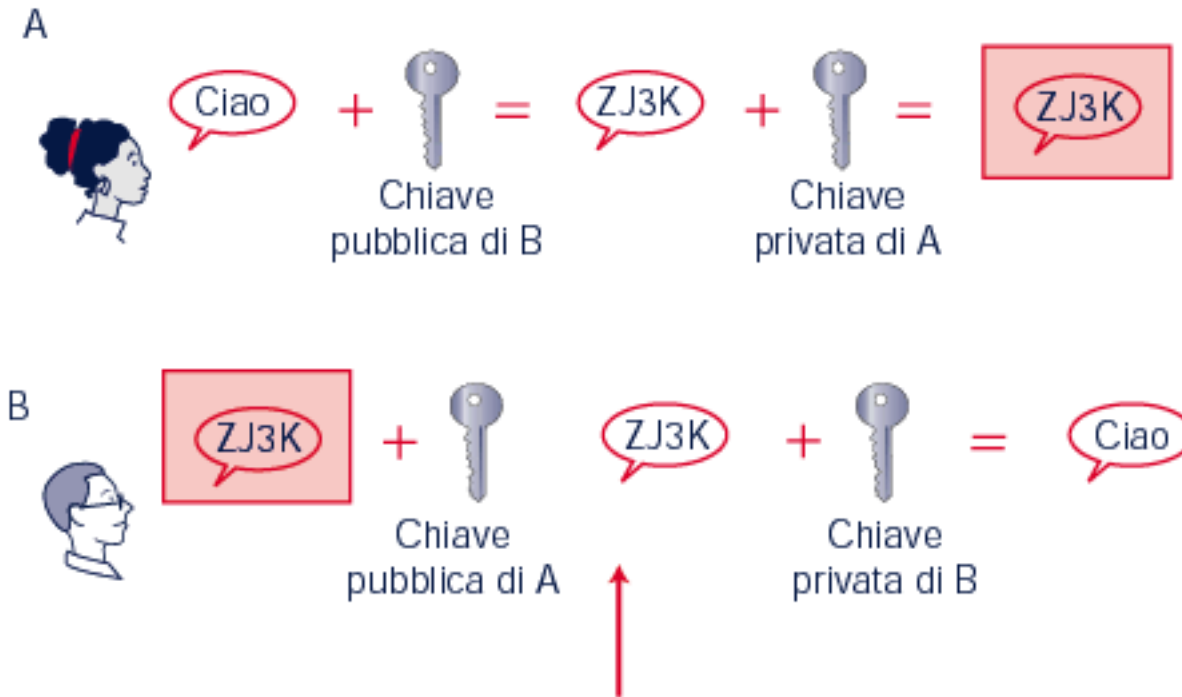 A
Ciao + = ZJ3K + = ZJ3K
Chiave
pubblica di B
Chiave
privata di A
B
ZJ3K + ZJ3K + = Ciao
Chiave
pubblica di A
Chiave
privata di B